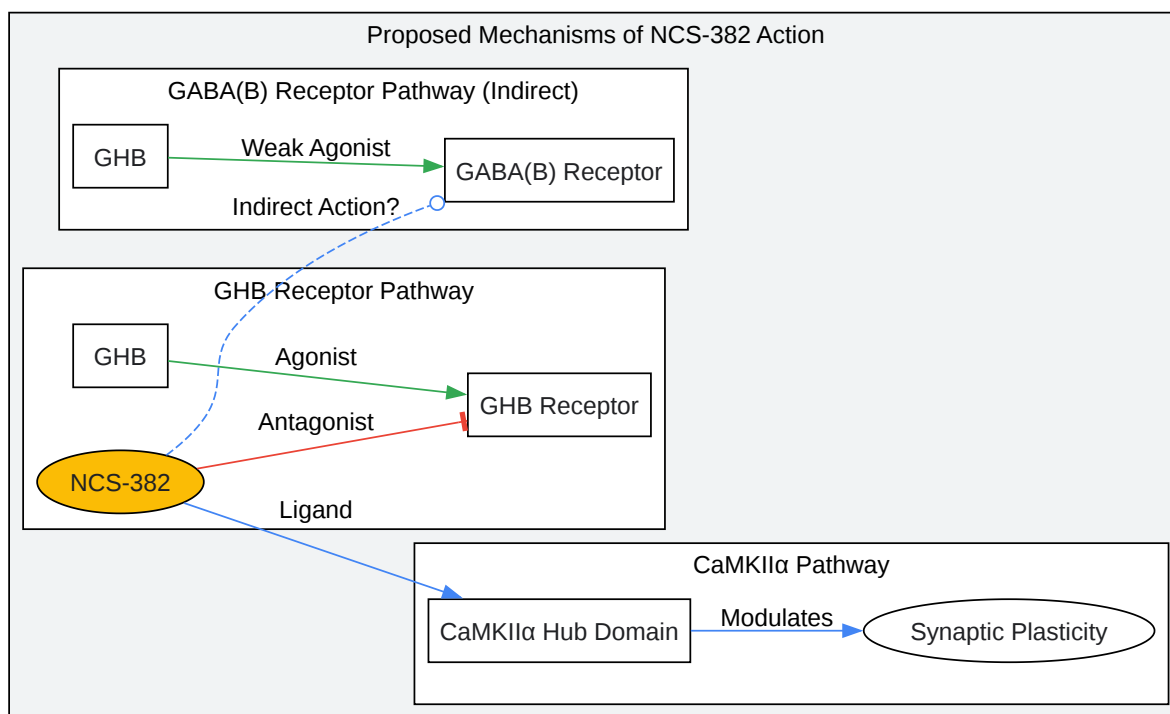 Proposed Mechanisms of NCS-382 Action
GABA(B) Receptor Pathway (Indirect)
GHB
Weak Agonist
GABA(B) Receptor
Indirect Action?
GHB Receptor Pathway
GHB
Agonist
GHB Receptor
Antagonist
NCS-382
Ligand
CaMKIIα Pathway
CaMKIIα Hub Domain
Modulates
Synaptic Plasticity